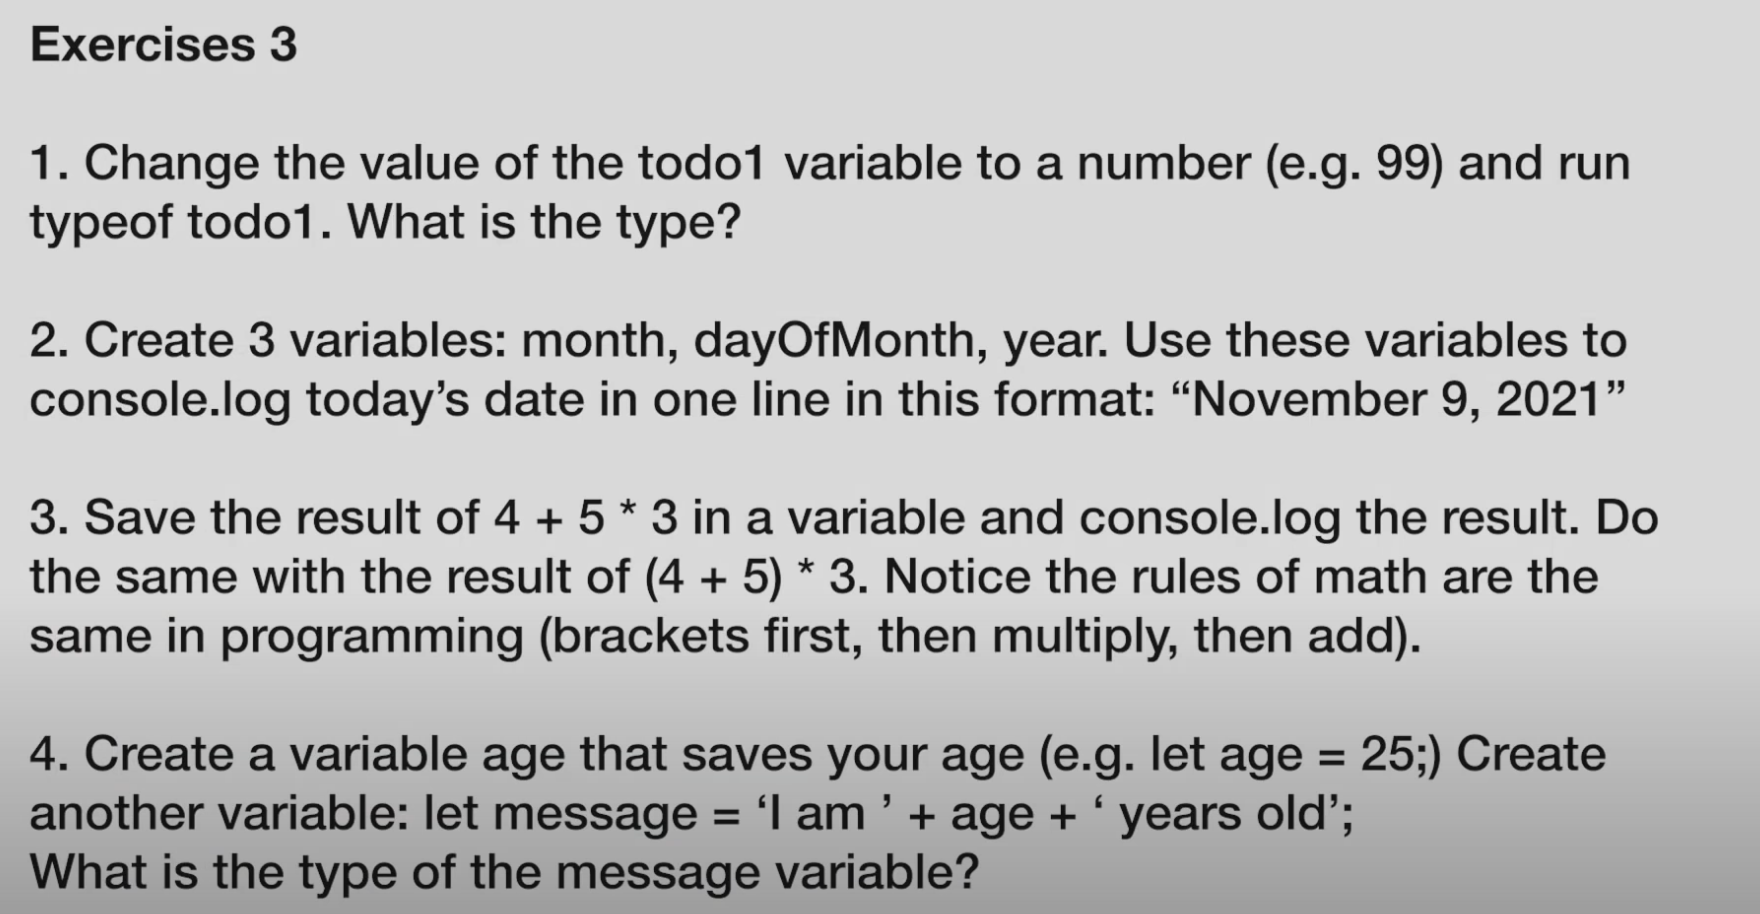 Exercises 3
1. Change the value of the todo1 variable to a number (e.g. 99) and run
typeof todo1. What is the type?
2. Create 3 variables: month, dayOfMonth, year. Use these variables to
console.log today’s date in one line in this format: “November 9, 2021”
3. Save the result of 4 + 5 * 3 in a variable and console.log the result. Do
the same with the result of (4 + 5) * 3. Notice the rules of math are the
same in programming (brackets first, then multiply, then add).
4. Create a variable age that saves your age (e.g. let age = 25;) Create
another variable: let message = ‘I am ’ + age + ‘ years old’;
What is the type of the message variable?